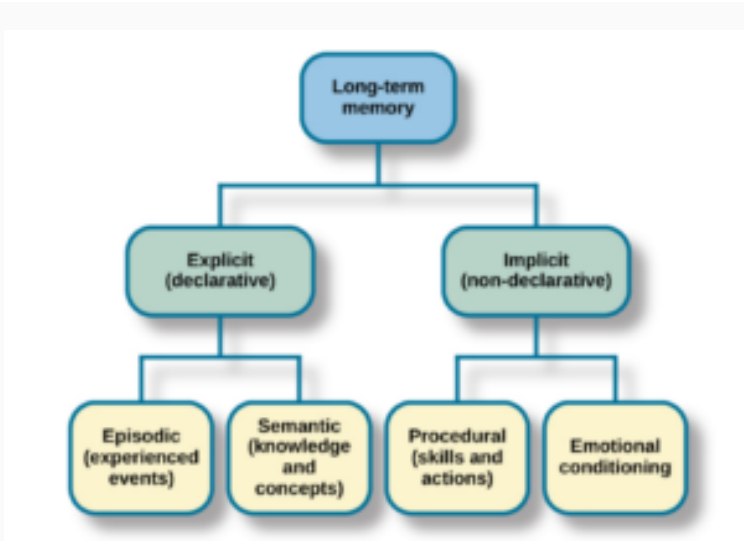 Long-term
memory
Explicit
(declarative)
Implicit
(non-declarative)
Episodic
(experienced
events)
Semantic
(knowledge
and
concepts)
Procedural
(skills and
actions)
Emotional
conditioning